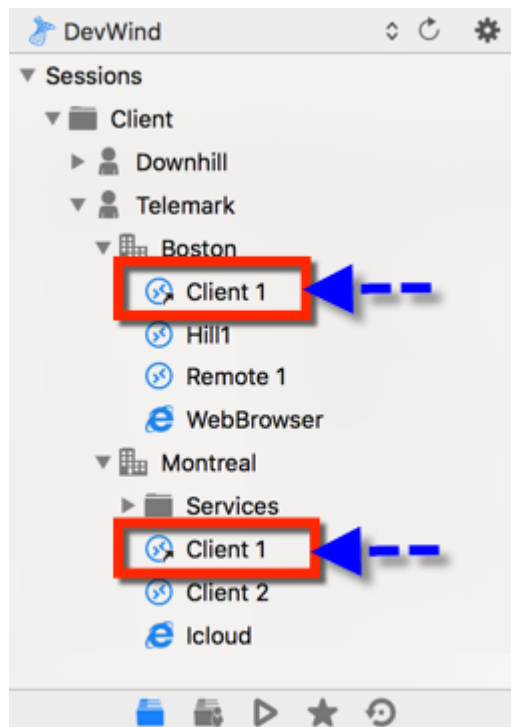 DevWind
Sessions
Client
Downhill
Telemark
Boston
Client 1
Hill1
Remote 1
WebBrowser
Montreal
Services
Client 1
Client 2
Icloud